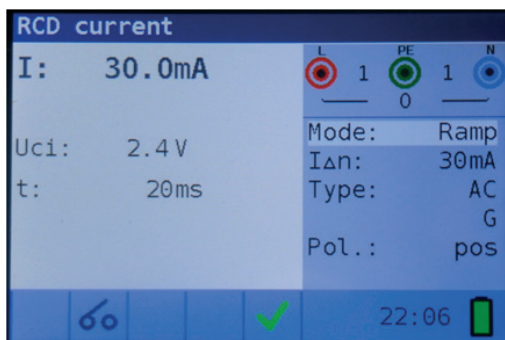 RCD current
I: 30.0mA
Uci: 2.4V
t: 20ms
L PE N
1 1
0
Mode: Ramp
I∆n: 30mA
Type: AC
G
Pol.: pos
22:06